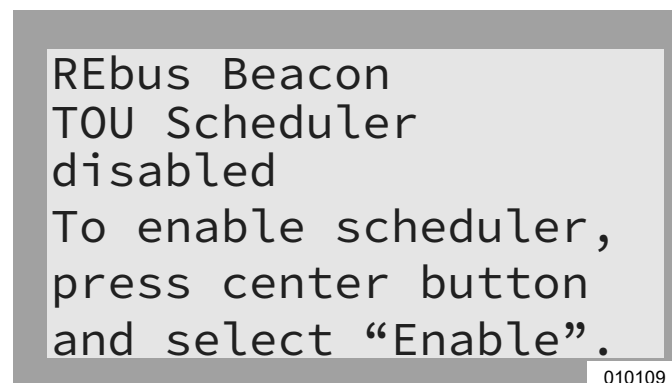 REbus Beacon
TOU Scheduler
disabled
To enable scheduler,
press center button
and select “Enable”.
010109